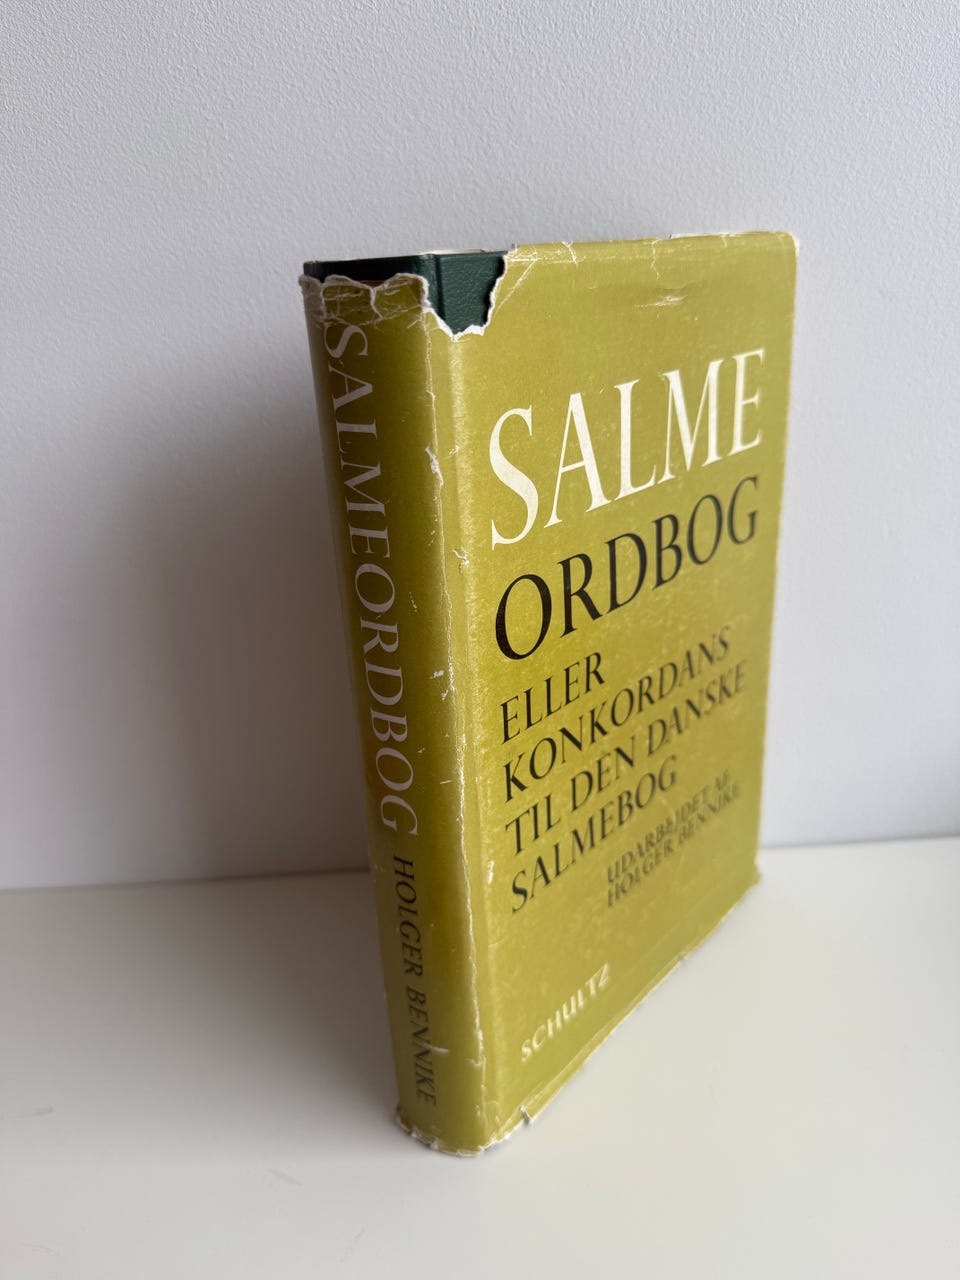 SALMEORDBOG HOLGER BENNIKE
SALME
ORDBOG
ELLER
KONKORDANS
TIL DEN DANSKE
SALMEBOG
UDARBEJDET AF
HOLGER BENNIKE
SCHULTZ